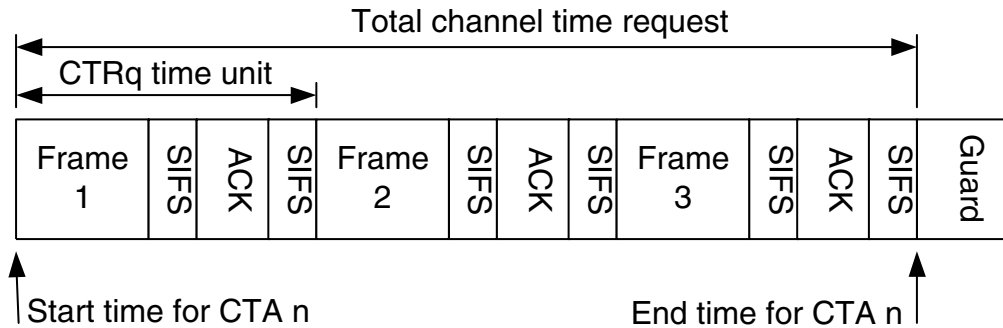 Total channel time request
CTRq time unit
Frame
1
SIFS
ACK
SIFS
Frame
2
SIFS
ACK
SIFS
Frame
3
SIFS
ACK
SIFS
Guard
Start time for CTA n
End time for CTA n